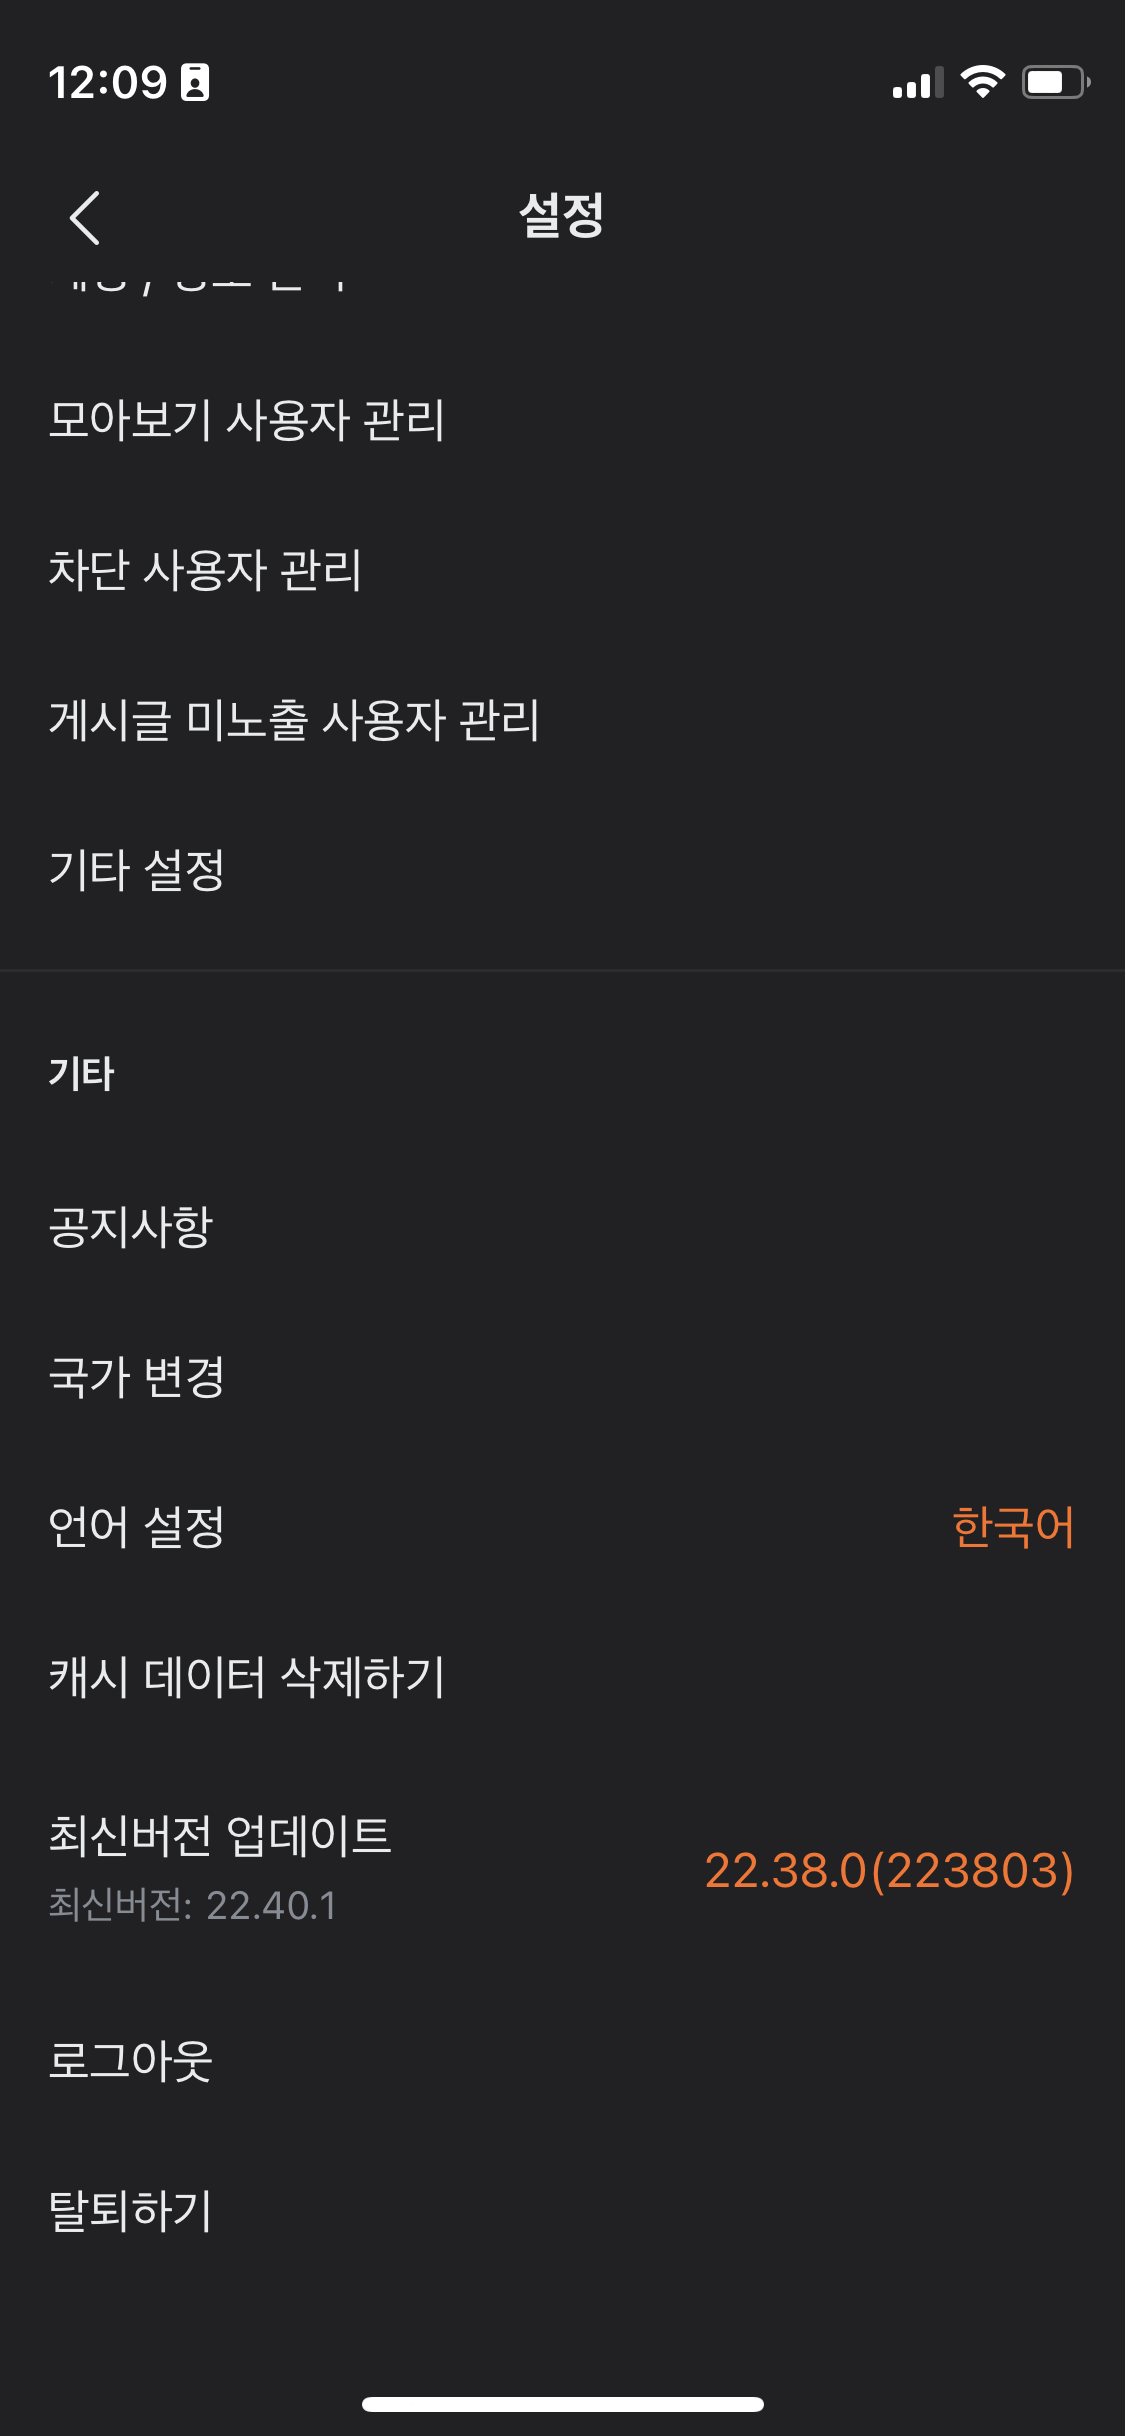 12:09
설정
모아보기 사용자 관리
차단 사용자 관리
게시글 미노출 사용자 관리
기타 설정
기타
공지사항
국가 변경
언어 설정 한국어
캐시 데이터 삭제하기
최신버전 업데이트 22.38.0(223803)
최신버전: 22.40.1
로그아웃
탈퇴하기